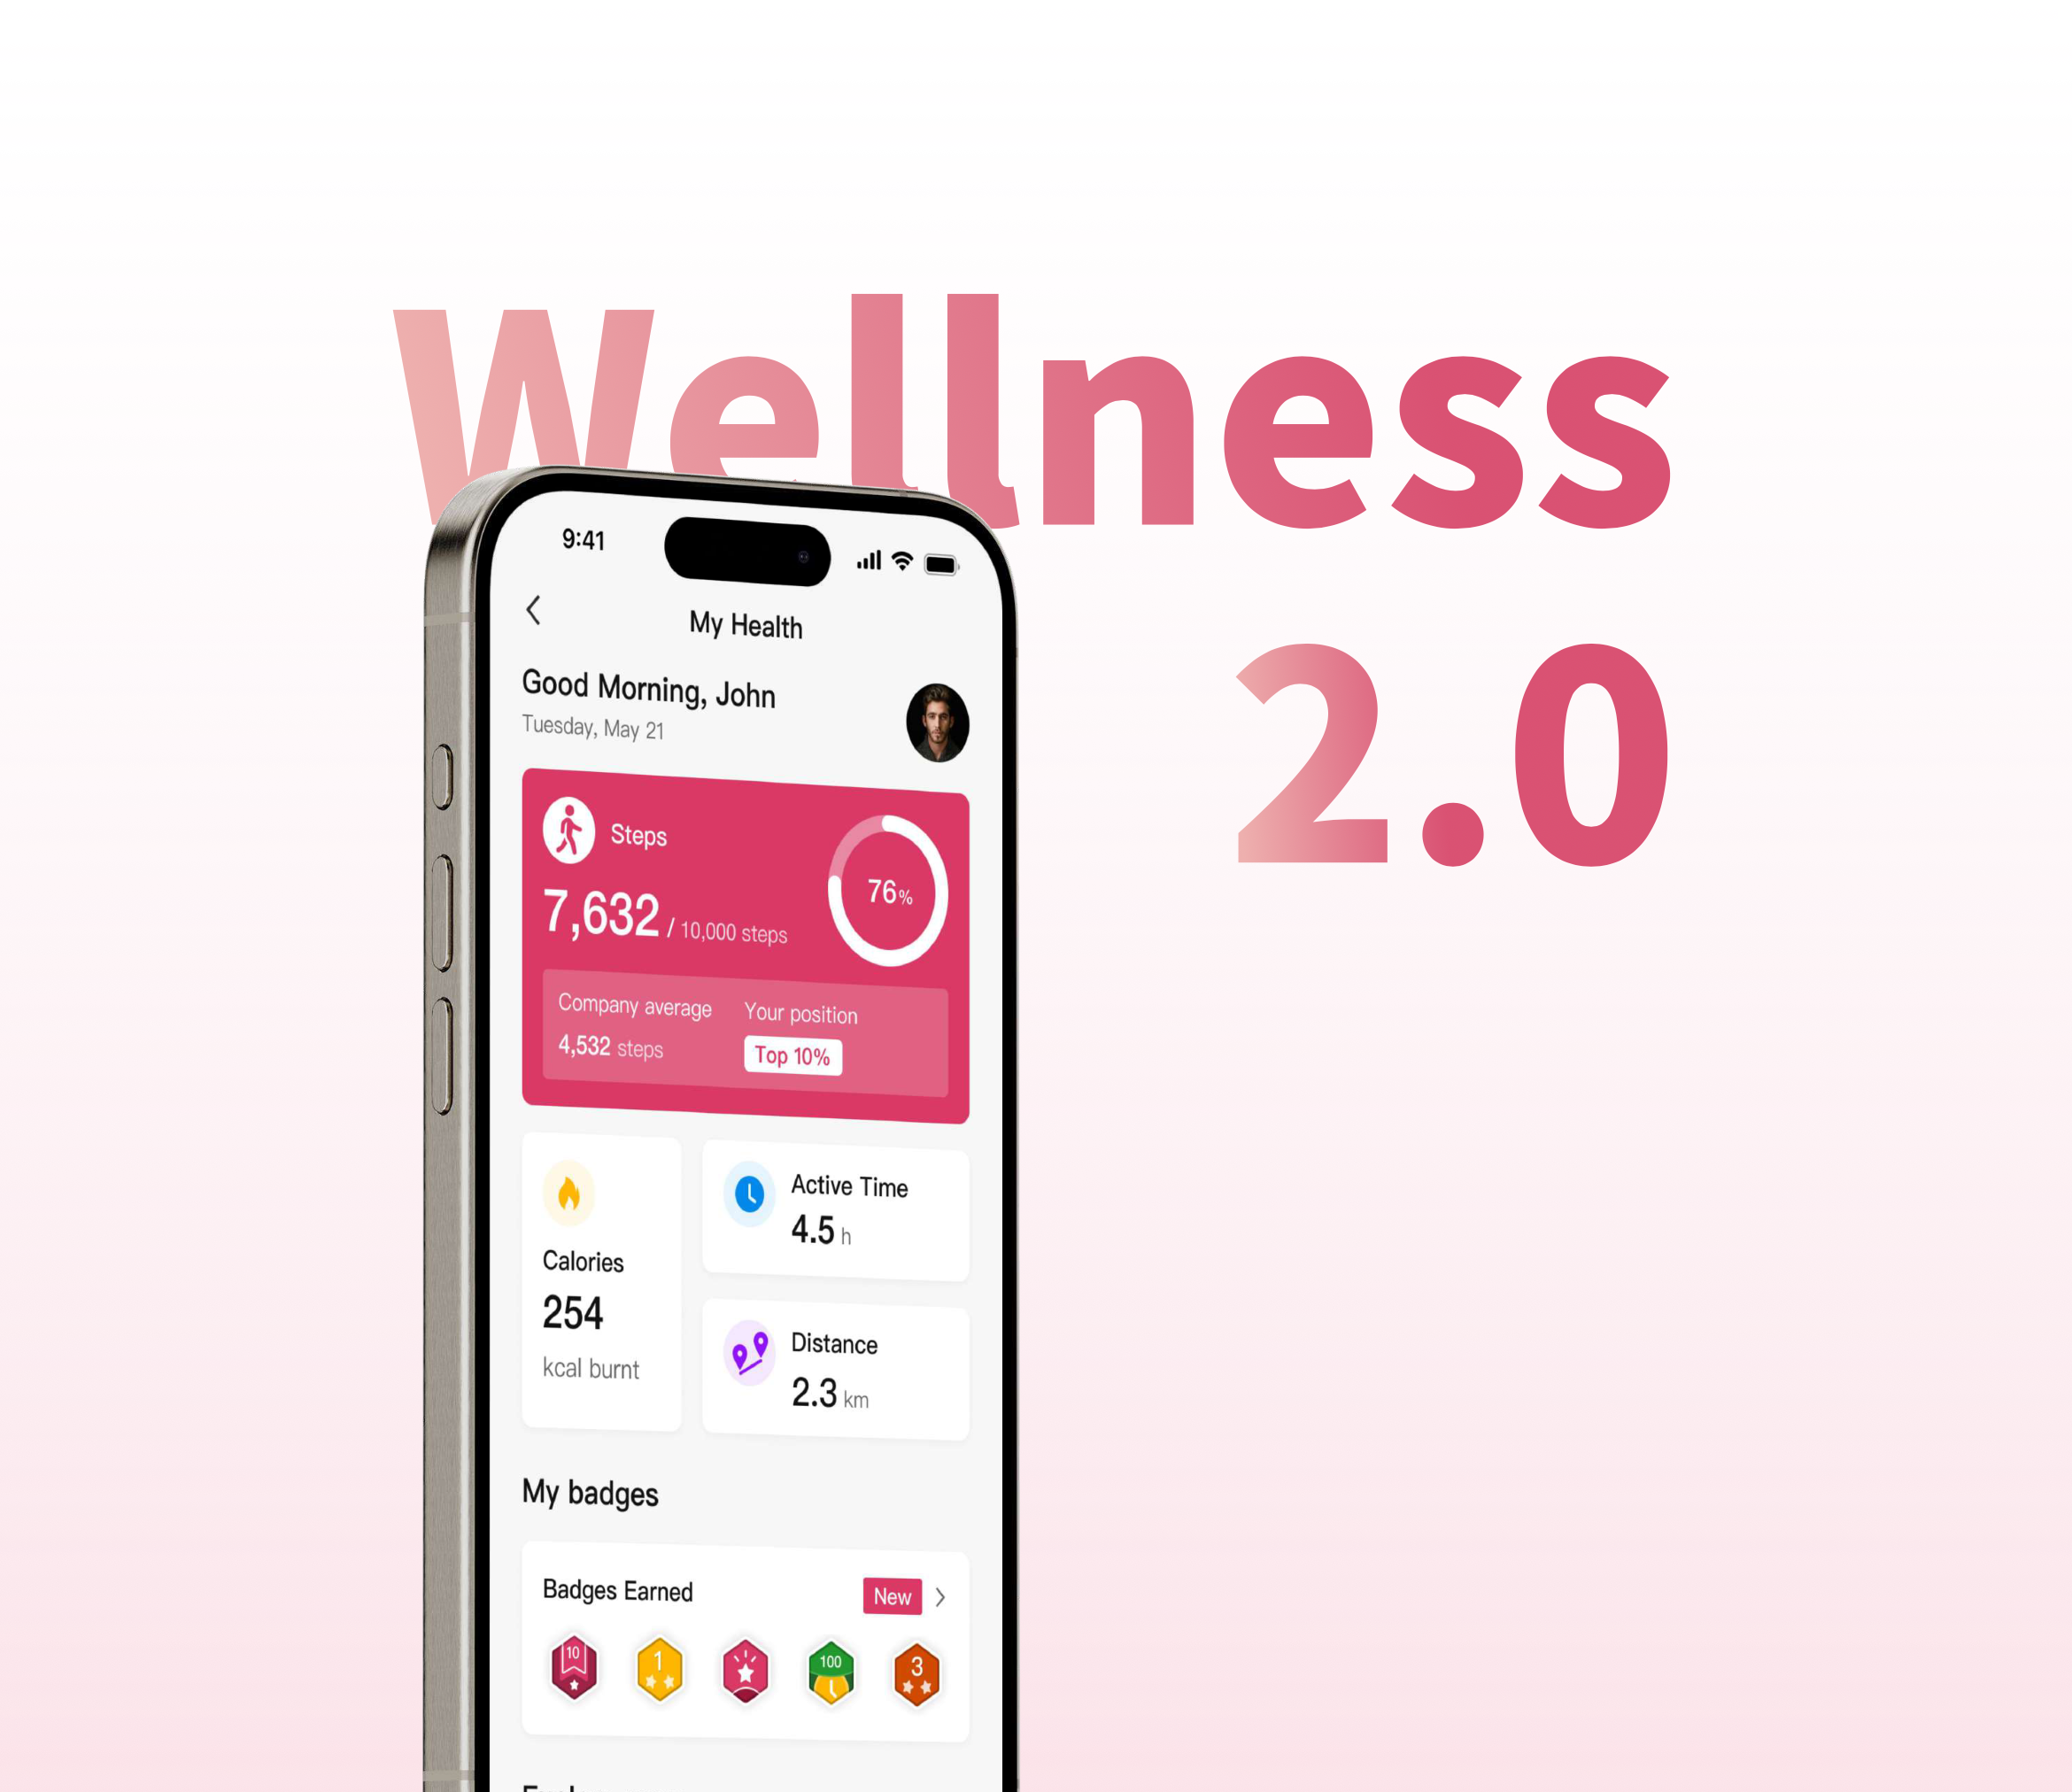 Wellness
2.0
9:41
My Health
Good Morning, John
Tuesday, May 21
Steps
7,632 / 10,000 steps
76%
Company average
4,532 steps
Your position
Top 10%
Calories
254
kcal burnt
Active Time
4.5 h
Distance
2.3 km
My badges
Badges Earned
New
10
1
100
3